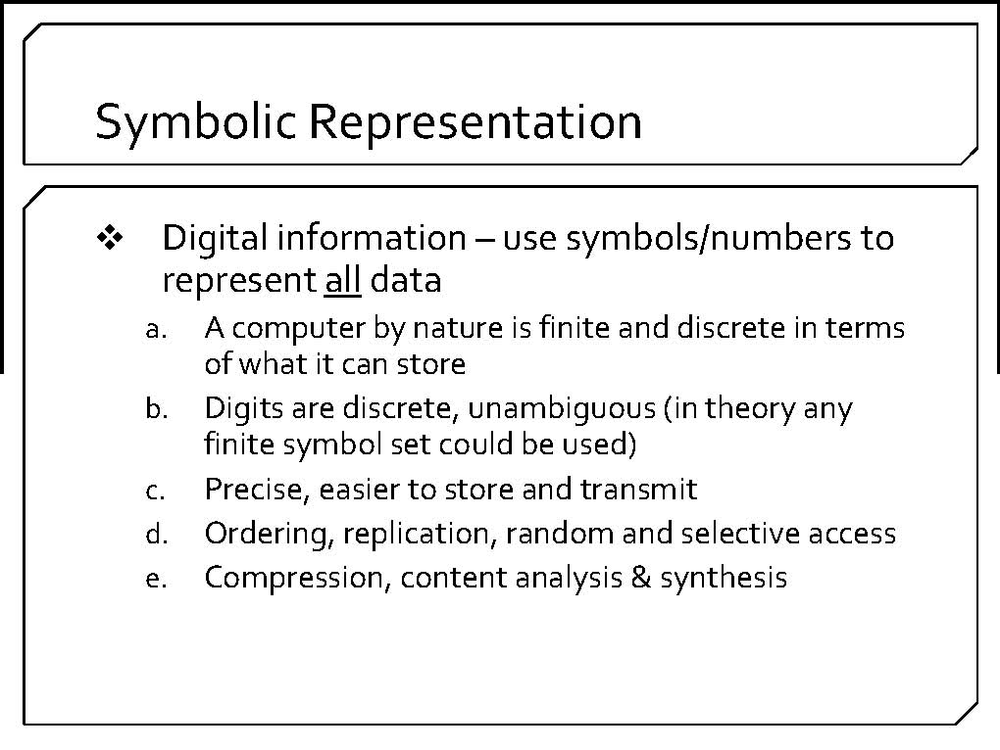 Symbolic Representation
❖ Digital information – use symbols/numbers to
represent all data
a. A computer by nature is finite and discrete in terms
of what it can store
b. Digits are discrete, unambiguous (in theory any
finite symbol set could be used)
c. Precise, easier to store and transmit
d. Ordering, replication, random and selective access
e. Compression, content analysis & synthesis